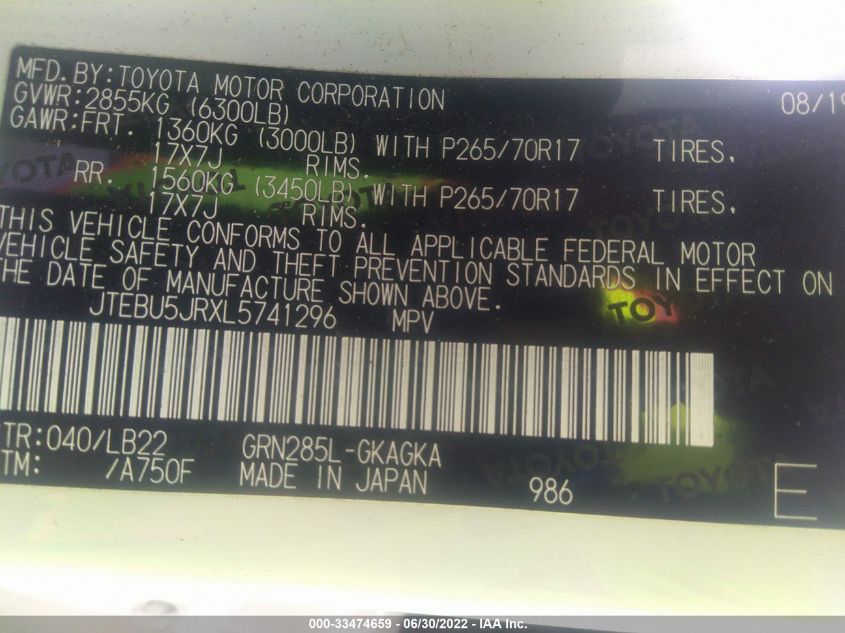 MFD. BY: TOYOTA MOTOR CORPORATION 08/19
GVWR: 2855KG (6300LB)
GAWR: FRT. 1360KG (3000LB) WITH P265/70R17 TIRES.
17X7J RIMS.
RR. 1560KG (3450LB) WITH P265/70R17 TIRES.
17X7J RIMS.
THIS VEHICLE CONFORMS TO ALL APPLICABLE FEDERAL MOTOR
VEHICLE SAFETY AND THEFT PREVENTION STANDARDS IN EFFECT ON
THE DATE OF MANUFACTURE SHOWN ABOVE.
JTEBU5JRXL5741296 MPV
TR: 040/LB22 GRN285L-GKAGKA
TM: /A750F MADE IN JAPAN 986 E
TOYOTA
000-33474659 - 06/30/2022 - IAA Inc.